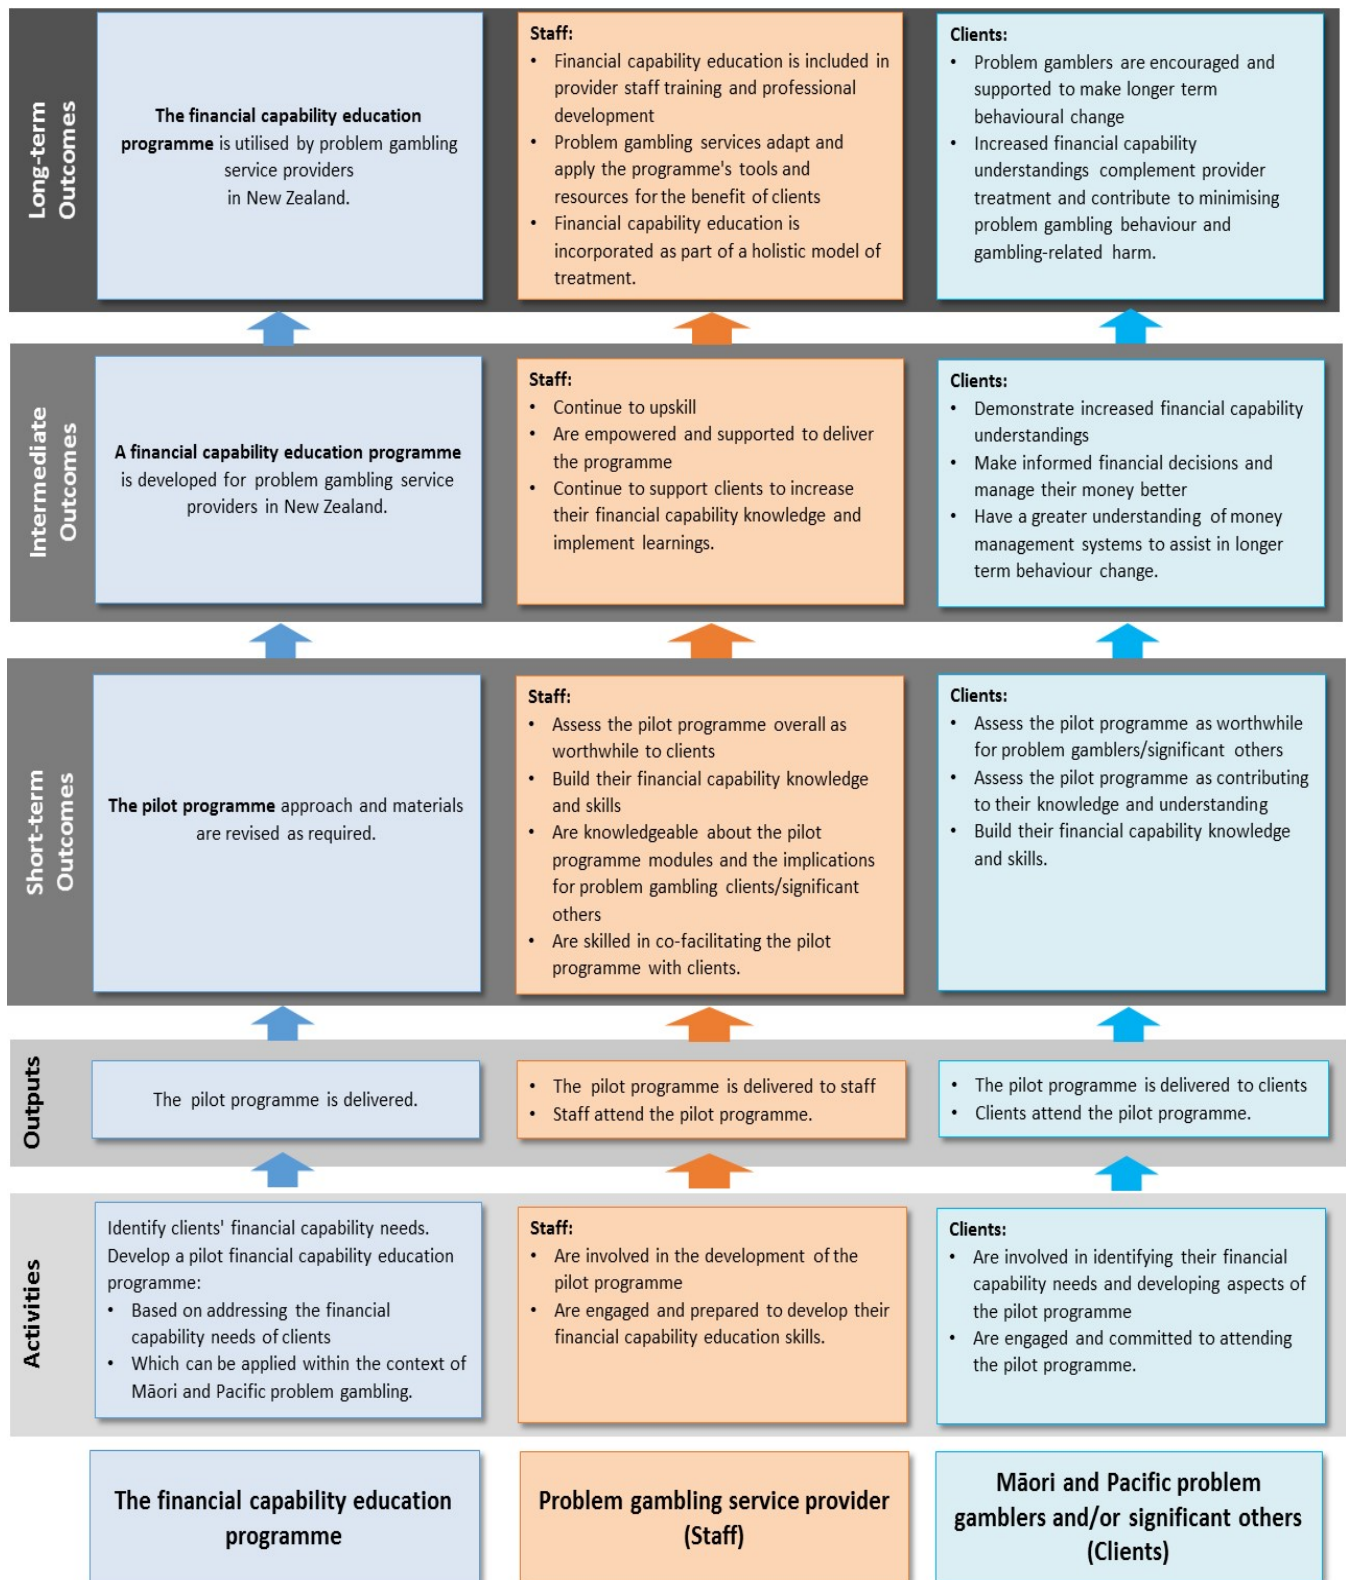 Long-term
Outcomes
The financial capability education
programme is utilised by problem gambling
service providers
in New Zealand.
Staff:
• Financial capability education is included in
provider staff training and professional
development
• Problem gambling services adapt and
apply the programme's tools and
resources for the benefit of clients
• Financial capability education is
incorporated as part of a holistic model of
treatment.
Clients:
• Problem gamblers are encouraged and
supported to make longer term
behavioural change
• Increased financial capability
understandings complement provider
treatment and contribute to minimising
problem gambling behaviour and
gambling-related harm.
Intermediate
Outcomes
A financial capability education programme
is developed for problem gambling service
providers in New Zealand.
Staff:
• Continue to upskill
• Are empowered and supported to deliver
the programme
• Continue to support clients to increase
their financial capability knowledge and
implement learnings.
Clients:
• Demonstrate increased financial capability
understandings
• Make informed financial decisions and
manage their money better
• Have a greater understanding of money
management systems to assist in longer
term behaviour change.
Short-term
Outcomes
The pilot programme approach and materials
are revised as required.
Staff:
• Assess the pilot programme overall as
worthwhile to clients
• Build their financial capability knowledge
and skills
• Are knowledgeable about the pilot
programme modules and the implications
for problem gambling clients/significant
others
• Are skilled in co-facilitating the pilot
programme with clients.
Clients:
• Assess the pilot programme as worthwhile
for problem gamblers/significant others
• Assess the pilot programme as contributing
to their knowledge and understanding
• Build their financial capability knowledge
and skills.
Outputs
The pilot programme is delivered.
• The pilot programme is delivered to staff
• Staff attend the pilot programme.
• The pilot programme is delivered to clients
• Clients attend the pilot programme.
Activities
Identify clients' financial capability needs.
Develop a pilot financial capability education
programme:
• Based on addressing the financial
capability needs of clients
• Which can be applied within the context of
Māori and Pacific problem gambling.
Staff:
• Are involved in the development of the
pilot programme
• Are engaged and prepared to develop their
financial capability education skills.
Clients:
• Are involved in identifying their financial
capability needs and developing aspects of
the pilot programme
• Are engaged and committed to attending
the pilot programme.
The financial capability education
programme
Problem gambling service provider
(Staff)
Māori and Pacific problem
gamblers and/or significant others
(Clients)